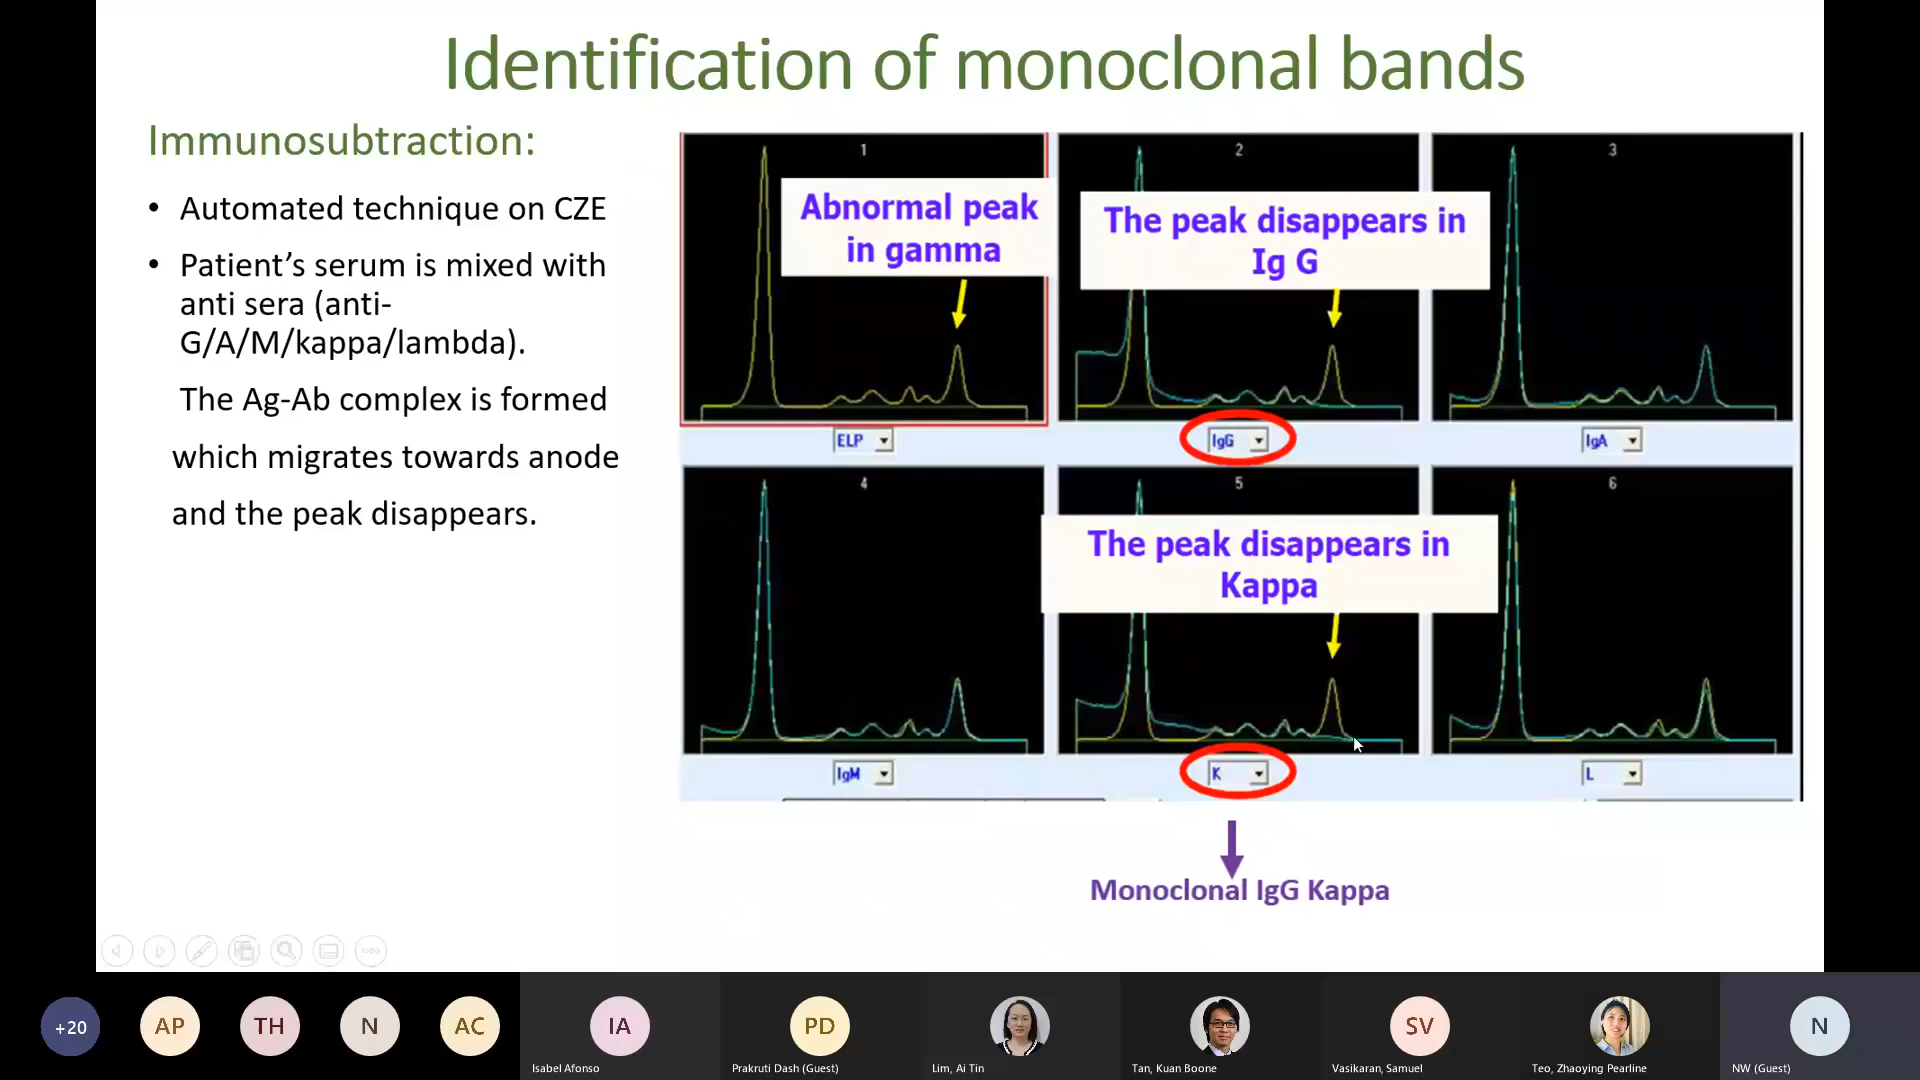 Identification of monoclonal bands
Immunosubtraction:
• Automated technique on CZE
• Patient’s serum is mixed with
anti sera (anti-
G/A/M/kappa/lambda).
The Ag-Ab complex is formed
which migrates towards anode
and the peak disappears.
1
2
3
Abnormal peak
in gamma
The peak disappears in
Ig G
ELP
IgG
IgA
4
5
6
The peak disappears in
Kappa
IgM
K
L
Monoclonal IgG Kappa
+20
AP
TH
N
AC
IA
PD
SV
N
Isabel Afonso
Prakruti Dash (Guest)
Lim, Ai Tin
Tan, Kuan Boone
Vasikaran, Samuel
Teo, Zhaoying Pearline
NW (Guest)